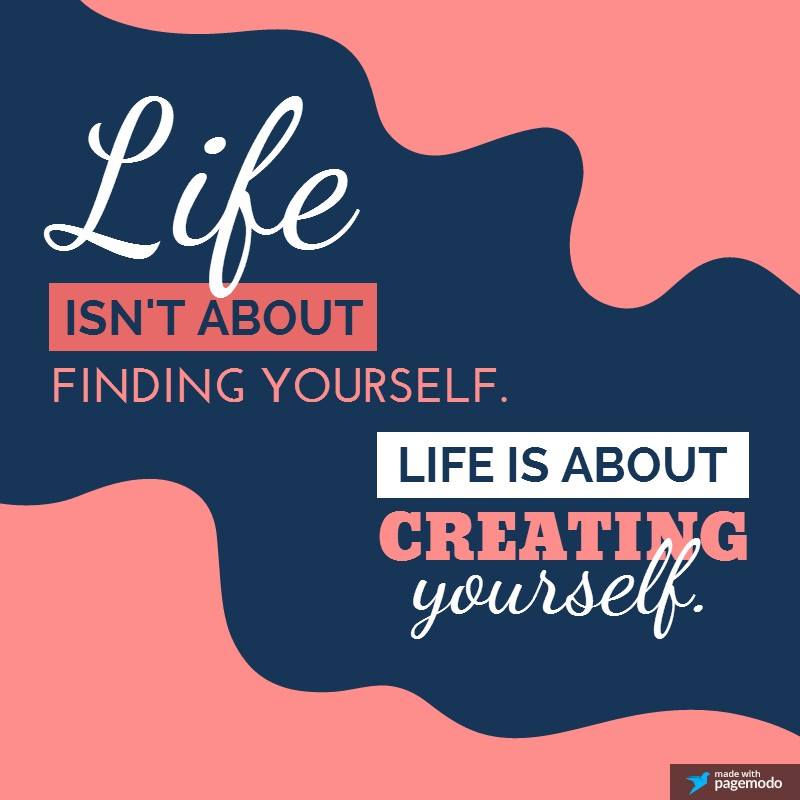 Life
ISN'T ABOUT
FINDING YOURSELF.
LIFE IS ABOUT
CREATING
yourself.
made with
pagemodo